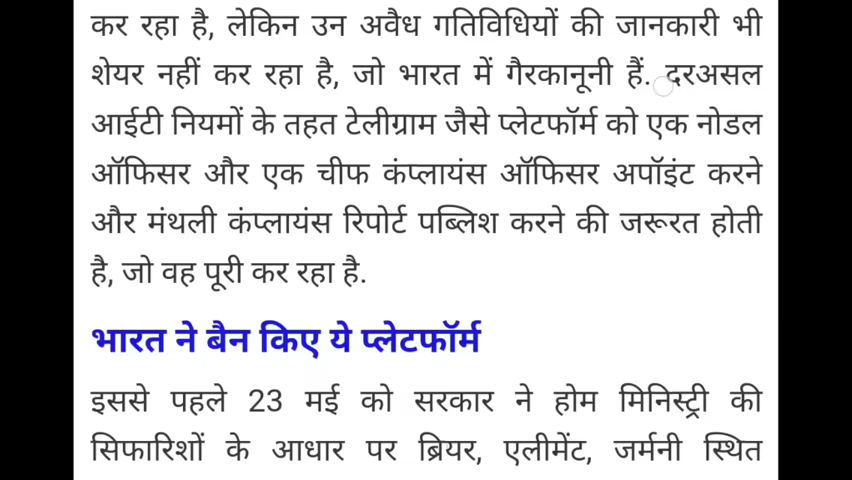 कर रहा है, लेकिन उन अवैध गतिविधियों की जानकारी भी
शेयर नहीं कर रहा है, जो भारत में गैरकानूनी हैं. दरअसल
आईटी नियमों के तहत टेलीग्राम जैसे प्लेटफॉर्म को एक नोडल
ऑफिसर और एक चीफ कंप्लायंस ऑफिसर अपॉइंट करने
और मंथली कंप्लायंस रिपोर्ट पब्लिश करने की जरूरत होती
है, जो वह पूरी कर रहा है.
भारत ने बैन किए ये प्लेटफॉर्म
इससे पहले 23 मई को सरकार ने होम मिनिस्ट्री की
सिफारिशों के आधार पर ब्रियर, एलीमेंट, जर्मनी स्थित